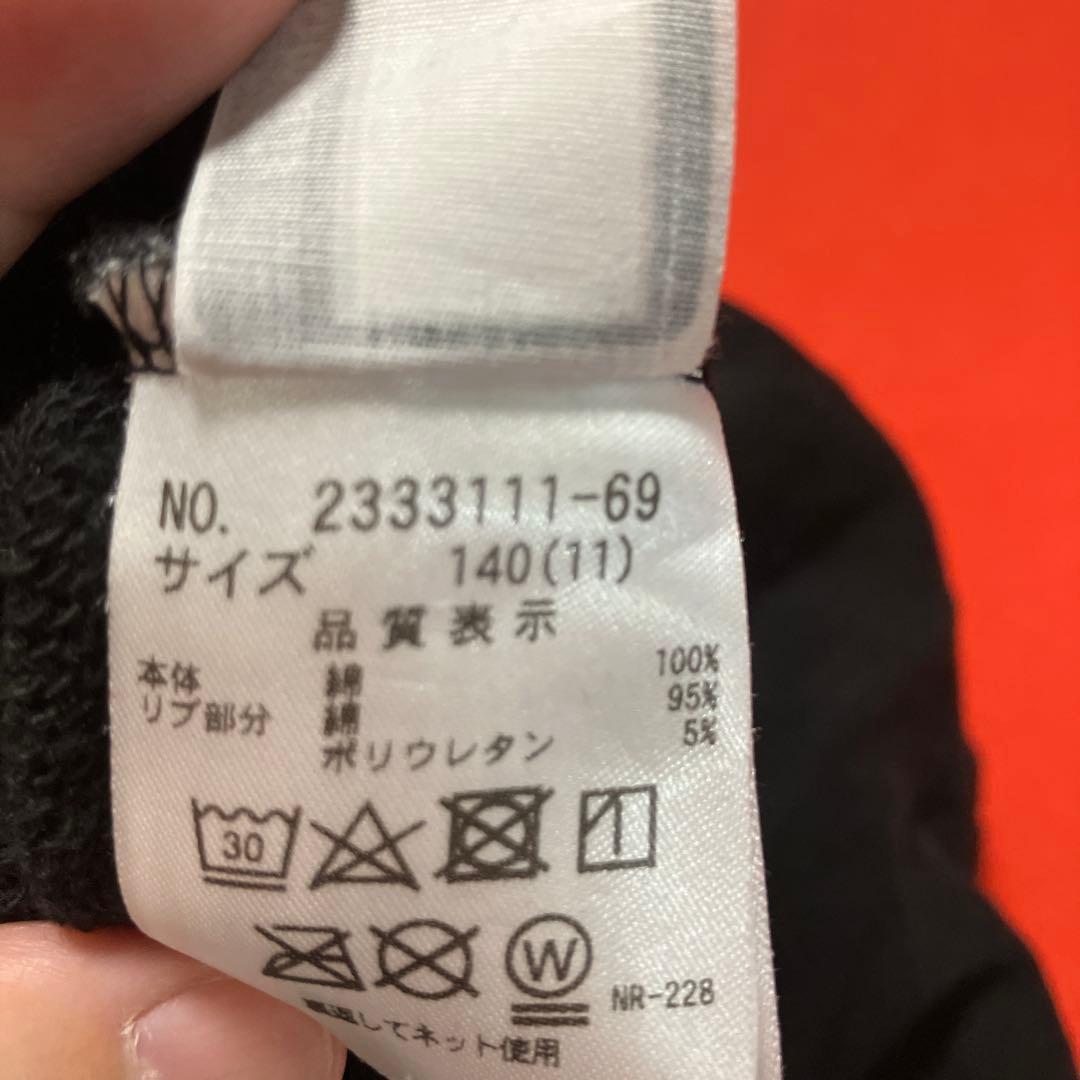 NO. 2333111-69
サイズ 140(11)
品質表示
本体 綿 100%
リブ部分 綿 95%
ポリウレタン 5%
30
W
NR-228
裏返してネット使用